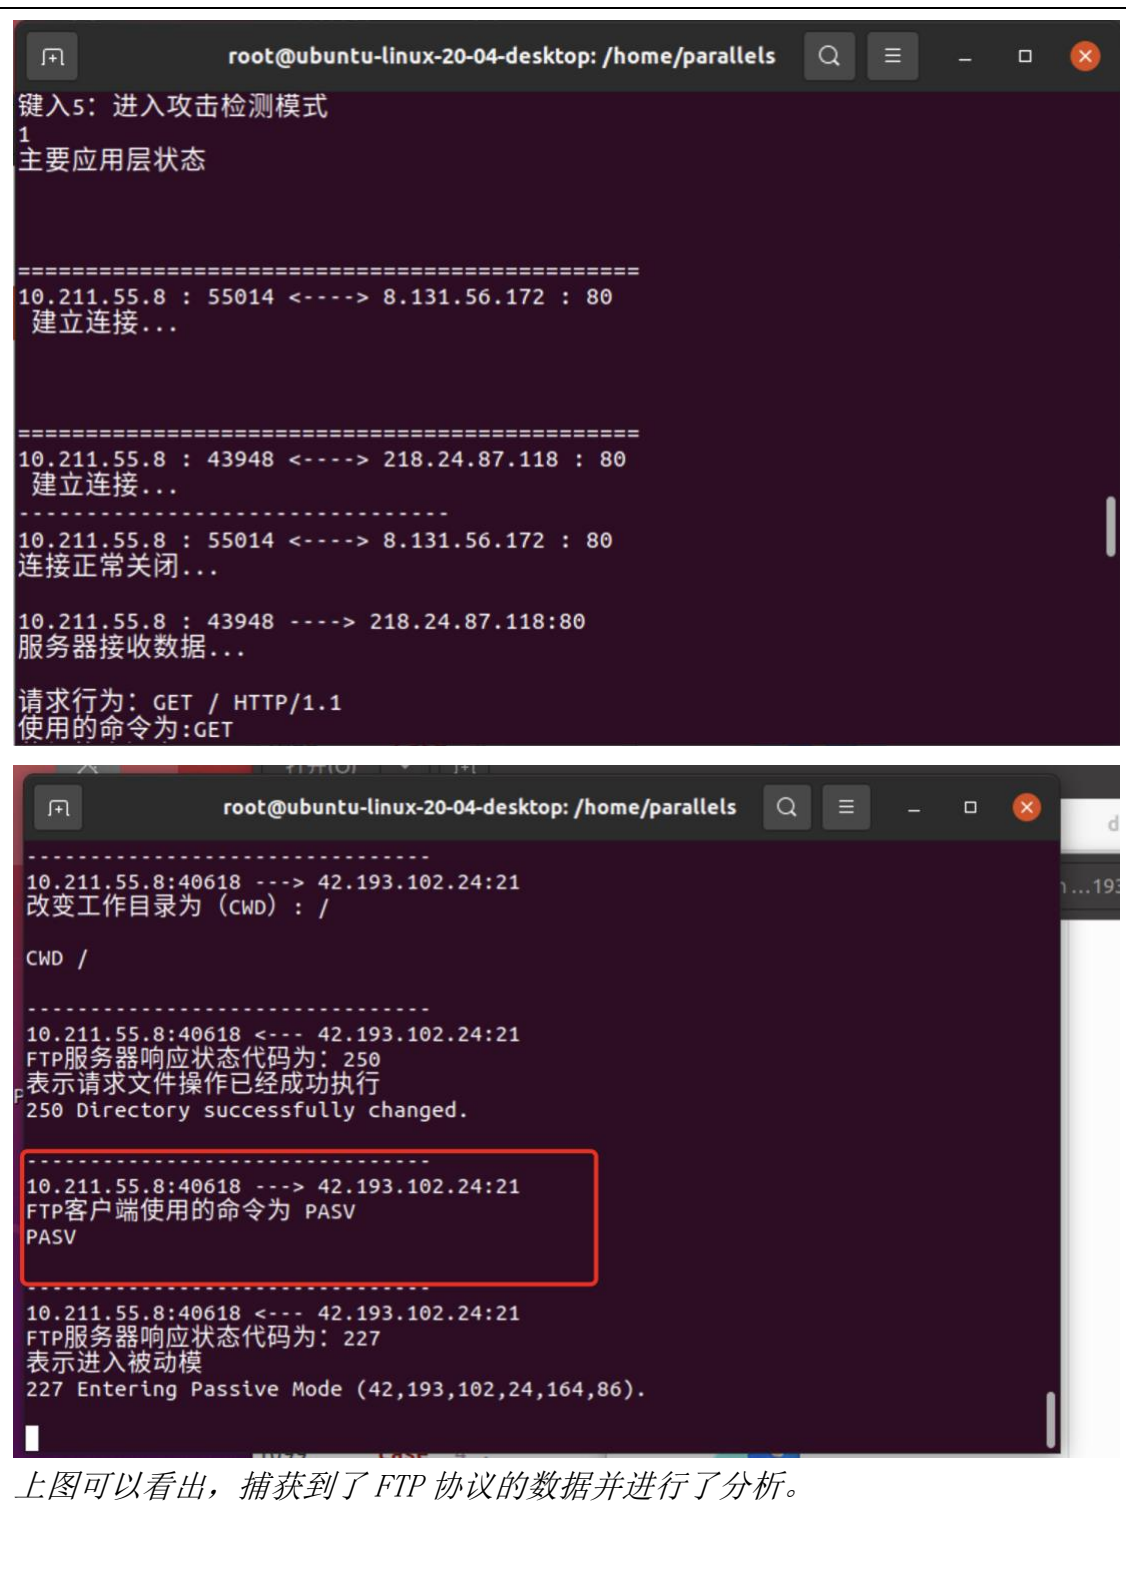 root@ubuntu-linux-20-04-desktop: /home/parallels
键入5：进入攻击检测模式
1
主要应用层状态
==============================================
10.211.55.8 : 55014 <----> 8.131.56.172 : 80
建立连接...
==============================================
10.211.55.8 : 43948 <----> 218.24.87.118 : 80
建立连接...
--------------------------------
10.211.55.8 : 55014 <----> 8.131.56.172 : 80
连接正常关闭...
10.211.55.8 : 43948 ----> 218.24.87.118:80
服务器接收数据...
请求行为：GET / HTTP/1.1
使用的命令为:GET
打开(O)
root@ubuntu-linux-20-04-desktop: /home/parallels
--------------------------------
10.211.55.8:40618 ---> 42.193.102.24:21
改变工作目录为（CWD）: /
CWD /
--------------------------------
10.211.55.8:40618 <--- 42.193.102.24:21
FTP服务器响应状态代码为：250
表示请求文件操作已经成功执行
250 Directory successfully changed.
--------------------------------
10.211.55.8:40618 ---> 42.193.102.24:21
FTP客户端使用的命令为 PASV
PASV
--------------------------------
10.211.55.8:40618 <--- 42.193.102.24:21
FTP服务器响应状态代码为：227
表示进入被动模
227 Entering Passive Mode (42,193,102,24,164,86).
上图可以看出，捕获到了 FTP 协议的数据并进行了分析。